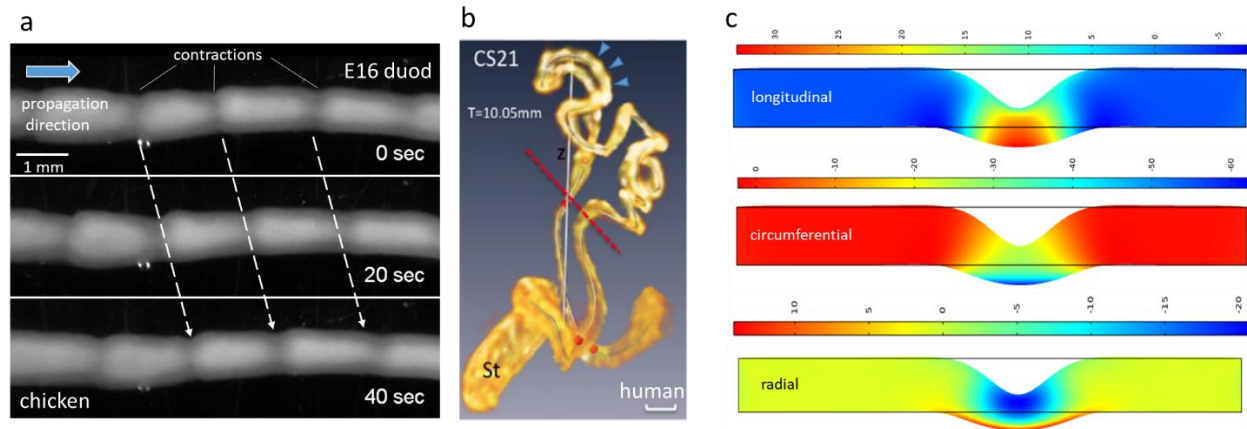 a
contractions
E16 duod
propagation
direction
1 mm
0 sec
20 sec
chicken
40 sec
b
CS21
T=10.05mm
z
St
human
c
30 25 20 15 10 5 0 -5
longitudinal
0 -10 -20 -30 -40 -50 -60
circumferential
10 5 0 -5 -10 -15 -20
radial